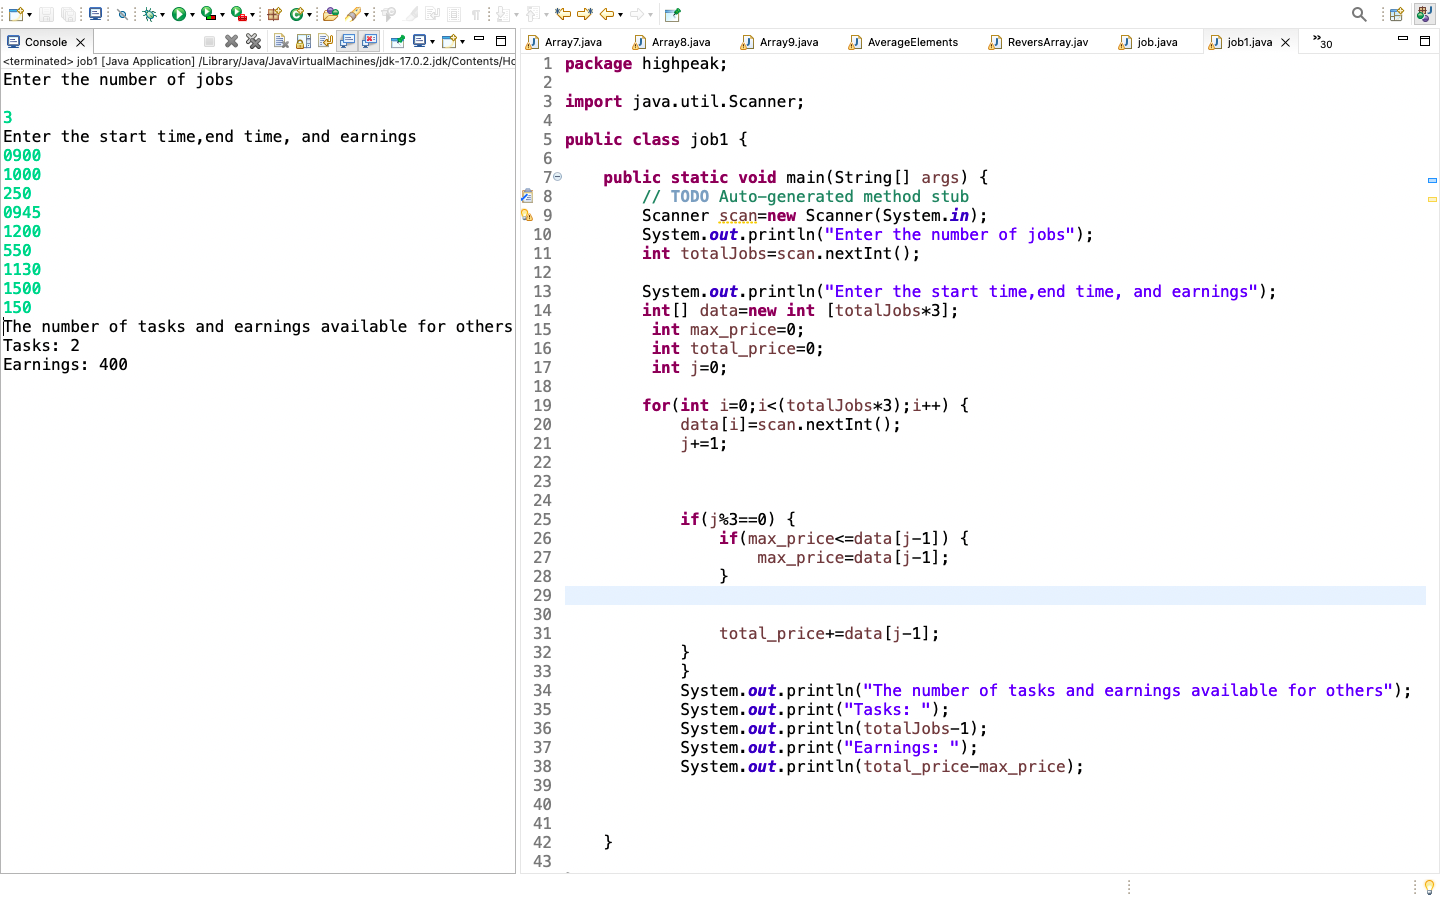 Console
<terminated> job1 [Java Application] /Library/Java/JavaVirtualMachines/jdk-17.0.2.jdk/Contents/Ho
Enter the number of jobs
3
Enter the start time,end time, and earnings
0900
1000
250
0945
1200
550
1130
1500
150
The number of tasks and earnings available for others
Tasks: 2
Earnings: 400
Array7.java Array8.java Array9.java AverageElements ReversArray.jav job.java job1.java »30
1 package highpeak;
2
3 import java.util.Scanner;
4
5 public class job1 {
6
7 public static void main(String[] args) {
8 // TODO Auto-generated method stub
9 Scanner scan=new Scanner(System.in);
10 System.out.println("Enter the number of jobs");
11 int totalJobs=scan.nextInt();
12
13 System.out.println("Enter the start time,end time, and earnings");
14 int[] data=new int [totalJobs*3];
15 int max_price=0;
16 int total_price=0;
17 int j=0;
18
19 for(int i=0;i<(totalJobs*3);i++) {
20 data[i]=scan.nextInt();
21 j+=1;
22
23
24
25 if(j%3==0) {
26 if(max_price<=data[j-1]) {
27 max_price=data[j-1];
28 }
29
30
31 total_price+=data[j-1];
32 }
33 }
34 System.out.println("The number of tasks and earnings available for others");
35 System.out.print("Tasks: ");
36 System.out.println(totalJobs-1);
37 System.out.print("Earnings: ");
38 System.out.println(total_price-max_price);
39
40
41
42 }
43